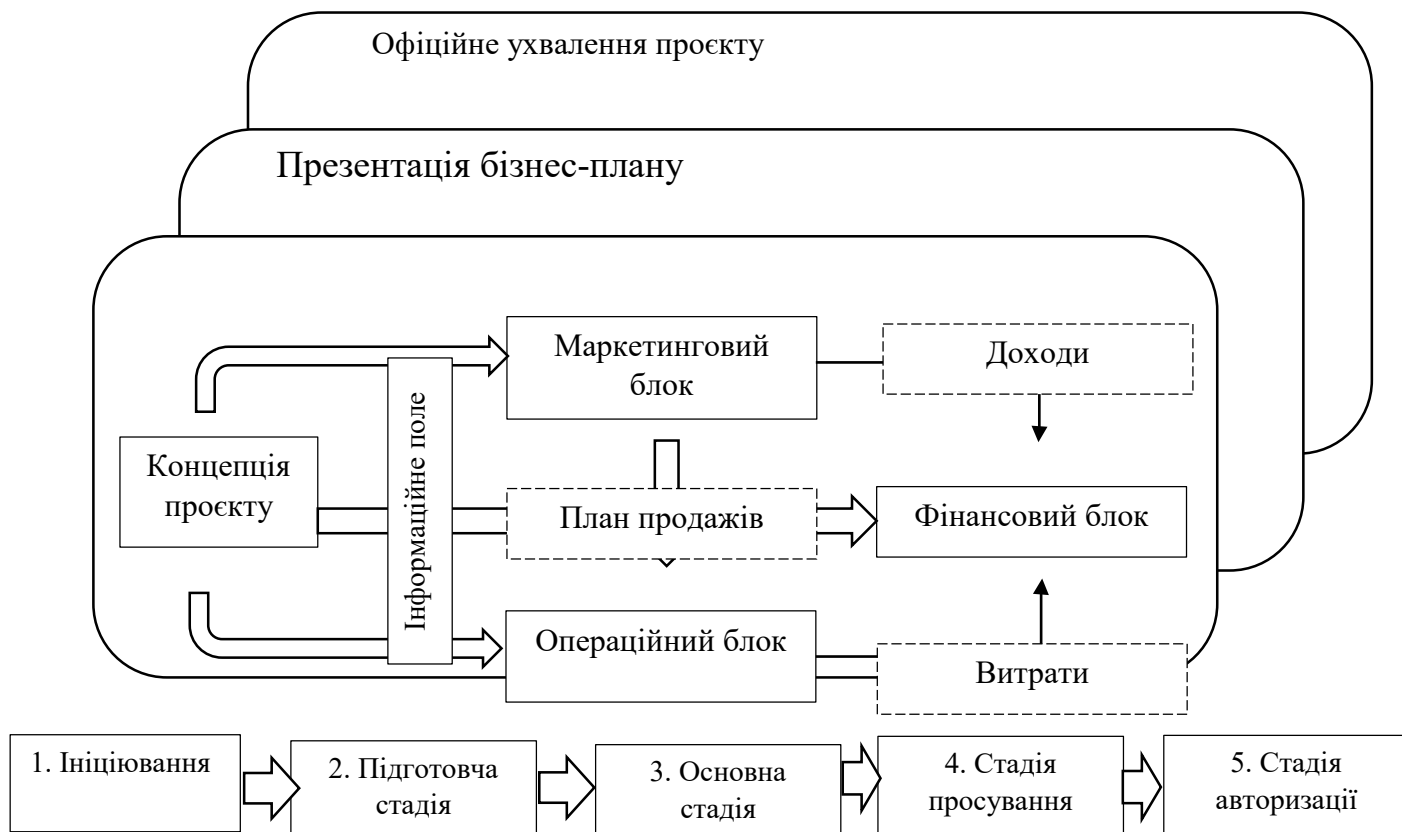 Офіційне ухвалення проєкту
Презентація бізнес-плану
Маркетинговий
блок
Доходи
Інформаційне поле
Концепція
проєкту
План продажів
Фінансовий блок
Операційний блок
Витрати
1. Ініціювання
2. Підготовча
стадія
3. Основна
стадія
4. Стадія
просування
5. Стадія
авторизації